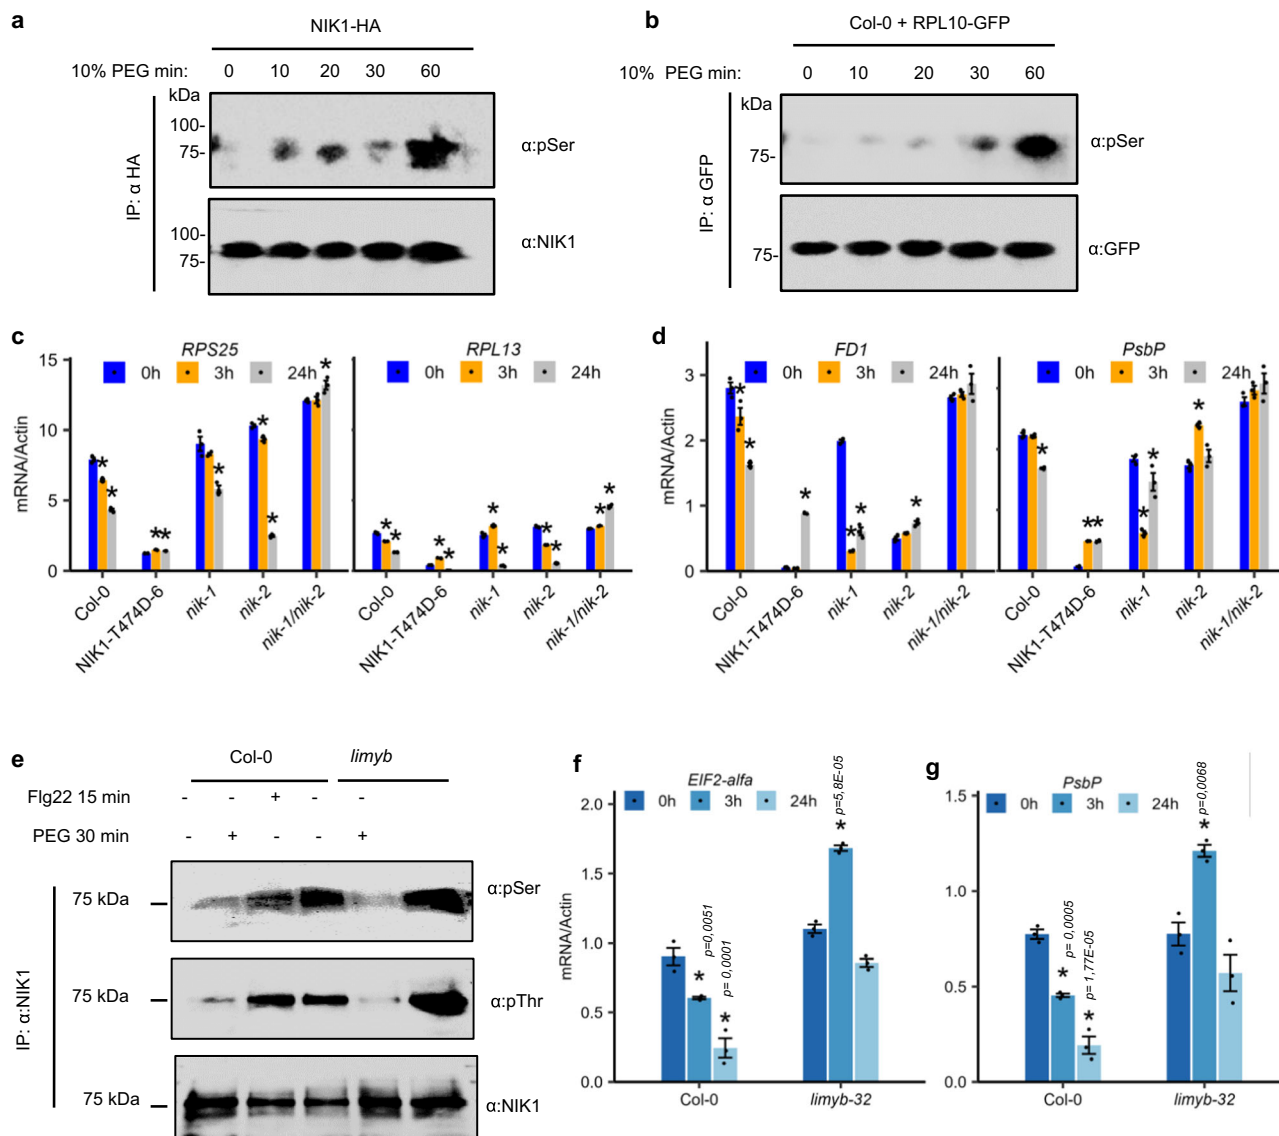 a
NIK1-HA
10% PEG min: 0 10 20 30 60
kDa
100-
75-
α:pSer
IP: α HA
100-
75-
α:NIK1
b
Col-0 + RPL10-GFP
10% PEG min: 0 10 20 30 60
kDa
75-
α:pSer
IP: α GFP
75-
α:GFP
c
RPS25
0h 3h 24h
RPL13
0h 3h 24h
mRNA/Actin
15
10
5
0
* * * * * * * *
* * * * * * * * * *
Col-0 NIK1-T474D-6 nik-1 nik-2 nik-1/nik-2
Col-0 NIK1-T474D-6 nik-1 nik-2 nik-1/nik-2
d
FD1
0h 3h 24h
PsbP
0h 3h 24h
mRNA/Actin
3
2
1
0
* * * * * *
* * * * * *
Col-0 NIK1-T474D-6 nik-1 nik-2 nik-1/nik-2
Col-0 NIK1-T474D-6 nik-1 nik-2 nik-1/nik-2
e
Col-0 limyb
Flg22 15 min - - + - -
PEG 30 min - + - - +
IP: α:NIK1
75 kDa
α:pSer
75 kDa
α:pThr
75 kDa
α:NIK1
f
EIF2-alfa
0h 3h 24h
mRNA/Actin
2.0
1.5
1.0
0.5
0.0
* p=0,0051
* p= 0,0001
* p=5,8E-05
Col-0 limyb-32
g
PsbP
0h 3h 24h
1.5
1.0
0.5
0.0
* p= 0,0005
* p= 1,77E-05
* p=0,0068
Col-0 limyb-32